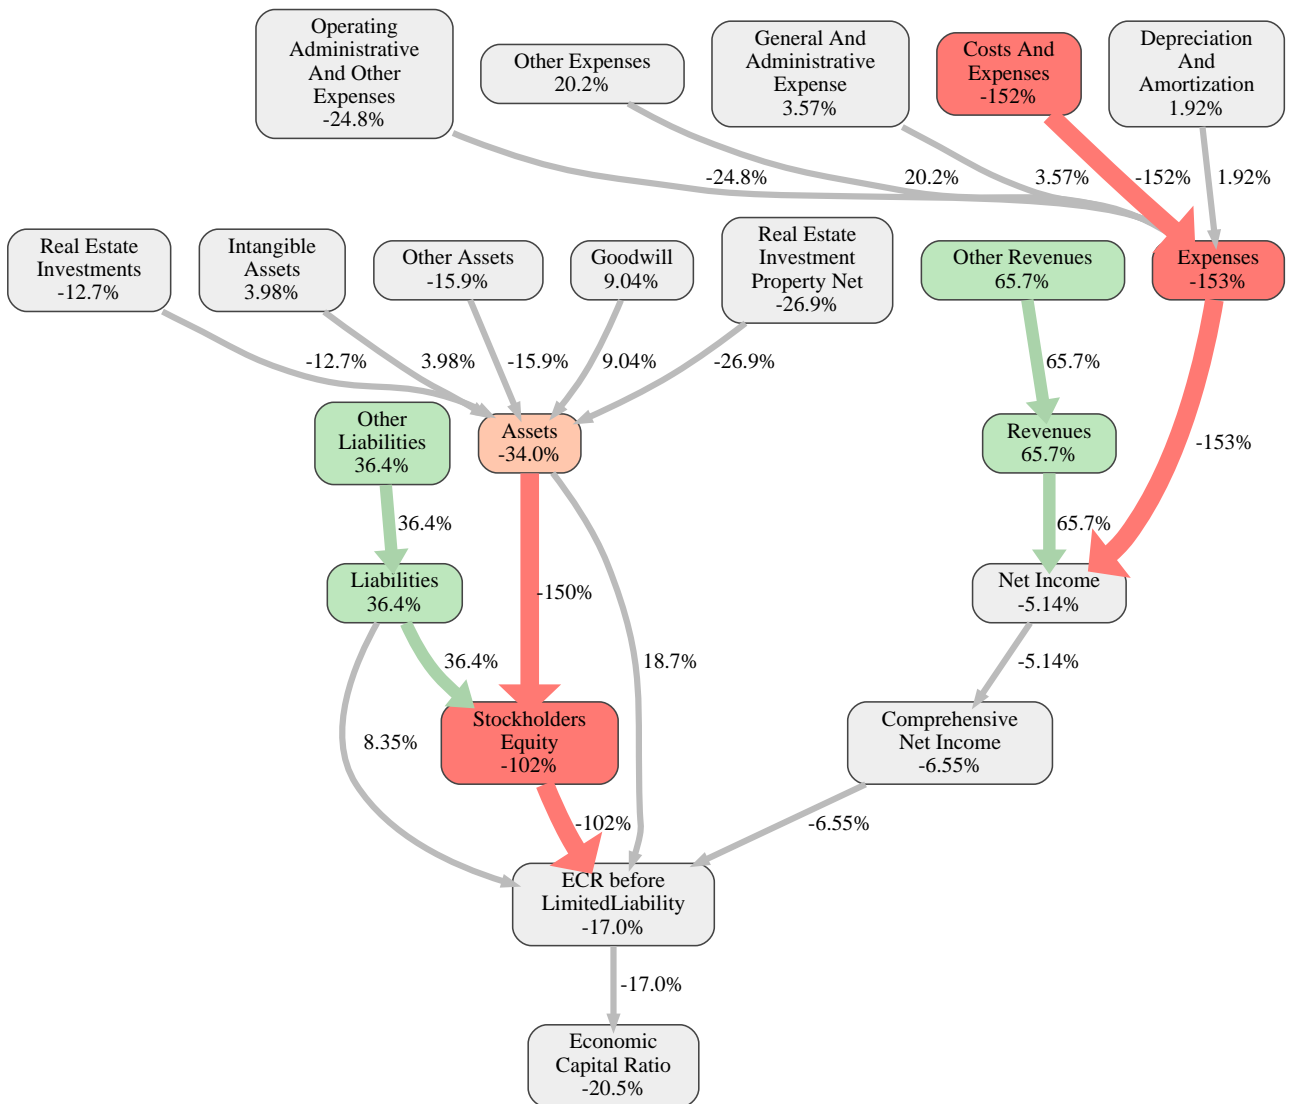 Operating
Administrative
And Other
Expenses
-24.8%
Other Expenses
20.2%
General And
Administrative
Expense
3.57%
Costs And
Expenses
-152%
Depreciation
And
Amortization
1.92%
-24.8%
20.2%
3.57%
-152%
1.92%
Real Estate
Investments
-12.7%
Intangible
Assets
3.98%
Other Assets
-15.9%
Goodwill
9.04%
Real Estate
Investment
Property Net
-26.9%
Other Revenues
65.7%
Expenses
-153%
-12.7%
3.98%
-15.9%
9.04%
-26.9%
65.7%
-153%
Other
Liabilities
36.4%
Assets
-34.0%
Revenues
65.7%
36.4%
65.7%
Liabilities
36.4%
-150%
Net Income
-5.14%
36.4%
18.7%
-5.14%
Stockholders
Equity
-102%
Comprehensive
Net Income
-6.55%
8.35%
-102%
-6.55%
ECR before
LimitedLiability
-17.0%
-17.0%
Economic
Capital Ratio
-20.5%